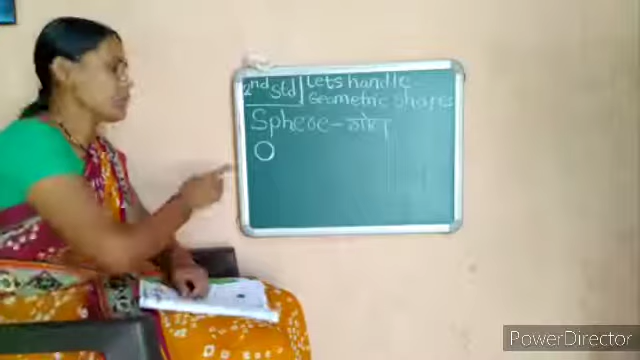 2nd Std
Lets handle
Geometric shapes
Sphere - गोल
PowerDirector